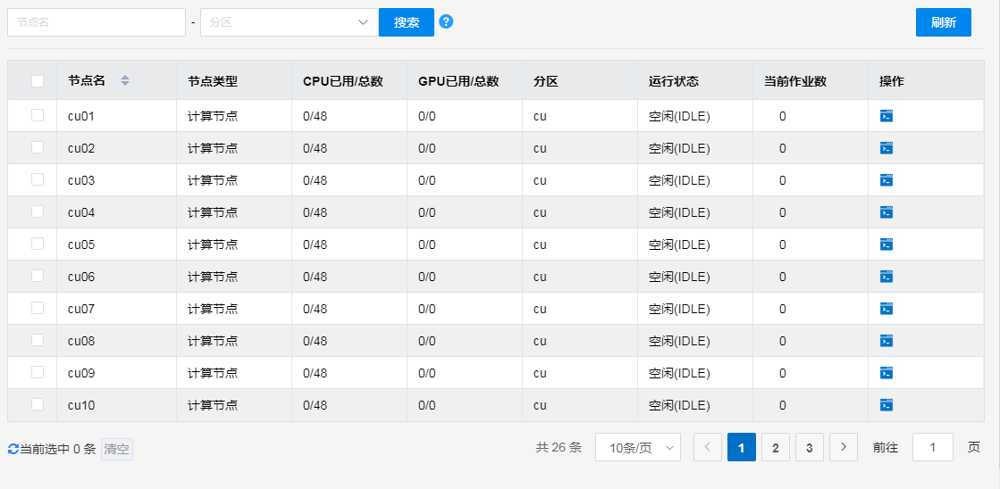 节点名 - 分区 搜索 ? 刷新
节点名 节点类型 CPU已用/总数 GPU已用/总数 分区 运行状态 当前作业数 操作
cu01 计算节点 0/48 0/0 cu 空闲(IDLE) 0
cu02 计算节点 0/48 0/0 cu 空闲(IDLE) 0
cu03 计算节点 0/48 0/0 cu 空闲(IDLE) 0
cu04 计算节点 0/48 0/0 cu 空闲(IDLE) 0
cu05 计算节点 0/48 0/0 cu 空闲(IDLE) 0
cu06 计算节点 0/48 0/0 cu 空闲(IDLE) 0
cu07 计算节点 0/48 0/0 cu 空闲(IDLE) 0
cu08 计算节点 0/48 0/0 cu 空闲(IDLE) 0
cu09 计算节点 0/48 0/0 cu 空闲(IDLE) 0
cu10 计算节点 0/48 0/0 cu 空闲(IDLE) 0
当前选中 0 条 清空 共 26 条 10条/页 1 2 3 前往 1 页